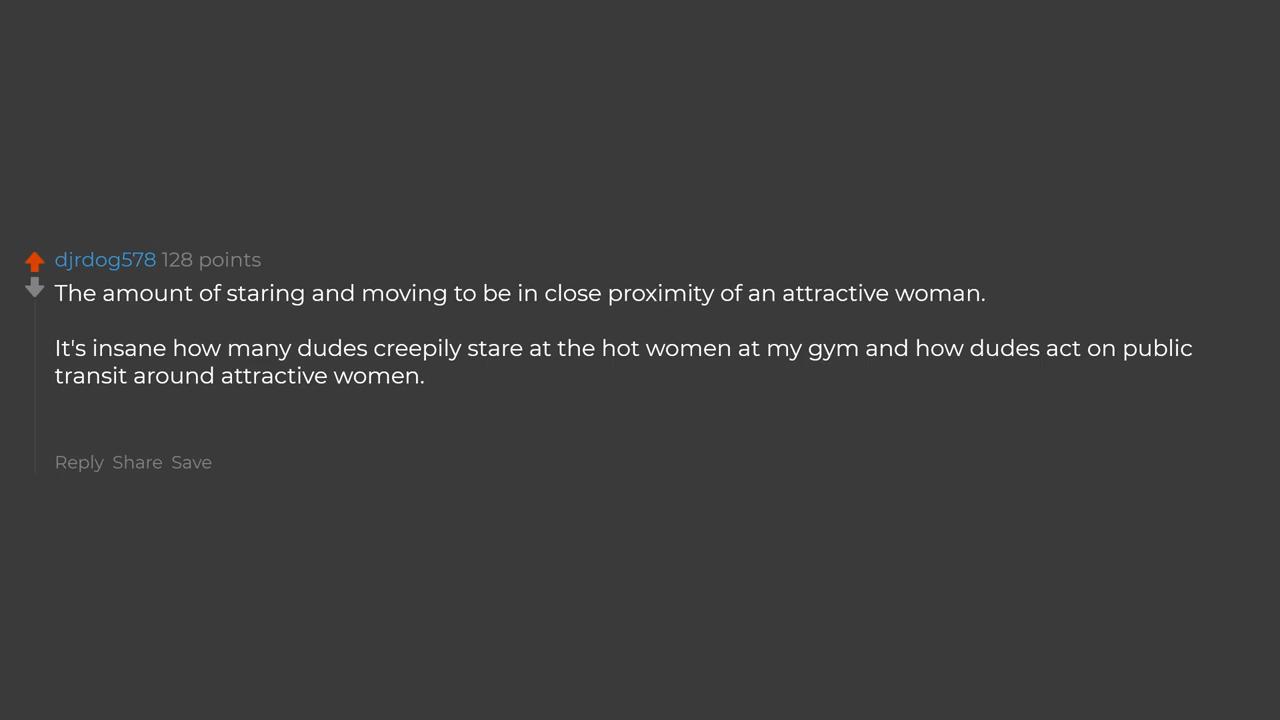 djrdog578 128 points
The amount of staring and moving to be in close proximity of an attractive woman.
It's insane how many dudes creepily stare at the hot women at my gym and how dudes act on public
transit around attractive women.
Reply Share Save